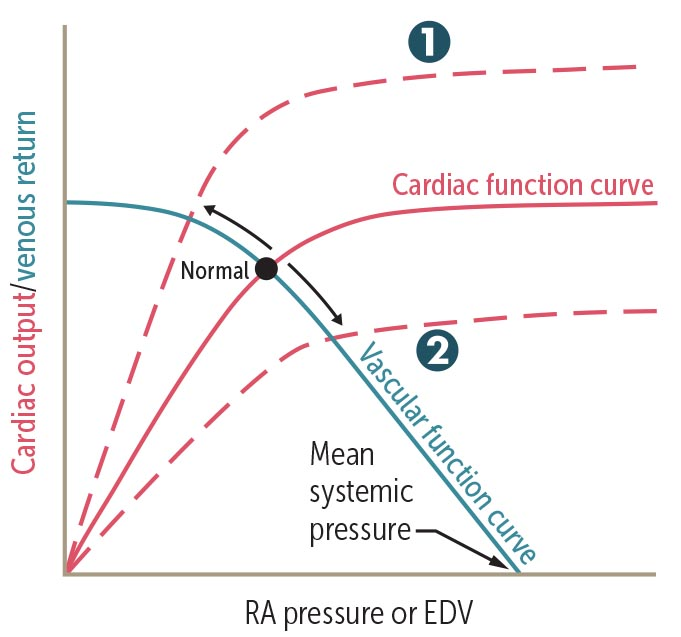 1
Cardiac output/venous return
Cardiac function curve
Normal
2
Vascular function curve
Mean
systemic
pressure
RA pressure or EDV